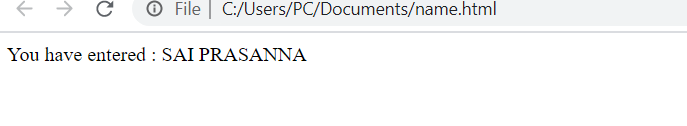 File | C:/Users/PC/Documents/name.html
You have entered : SAI PRASANNA